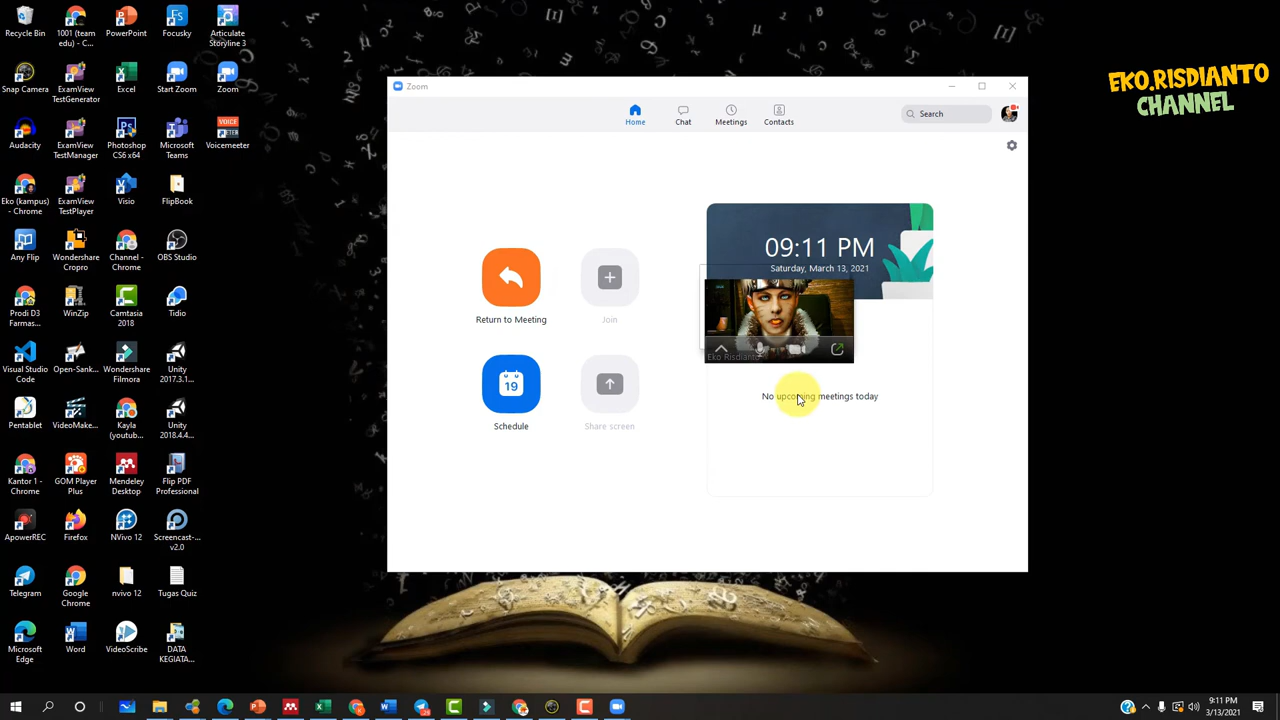 Recycle Bin
1001 (team edu) - C...
PowerPoint
Focusky
Articulate Storyline 3
Snap Camera
ExamView TestGenerator
Excel
Start Zoom
Zoom
Audacity
ExamView TestManager
Photoshop CS6 x64
Microsoft Teams
VOICE MEETER
Voicemeeter
Eko (kampus) - Chrome
ExamView TestPlayer
Visio
FlipBook
Any Flip
Wondershare Cropro
Channel - Chrome
OBS Studio
Prodi D3 Farmas...
WinZip
Camtasia 2018
Tidio
Visual Studio Code
Open-Sank...
Wondershare Filmora
Unity 2017.3.1...
Pentablet
VideoMake...
Kayla (youtub...
Unity 2018.4.4...
Kantor 1 - Chrome
GOM Player Plus
Mendeley Desktop
Flip PDF Professional
ApowerREC
Firefox
NVivo 12
Screencast-... v2.0
Telegram
Google Chrome
nvivo 12
Tugas Quiz
Microsoft Edge
Word
VideoScribe
DATA KEGIATA...
Zoom
Home
Chat
Meetings
Contacts
Search
Return to Meeting
Join
19
Schedule
Share screen
09:11 PM
Saturday, March 13, 2021
Eko Risdianto
No upcoming meetings today
EKO.RISDIANTO
CHANNEL
9:11 PM
3/13/2021